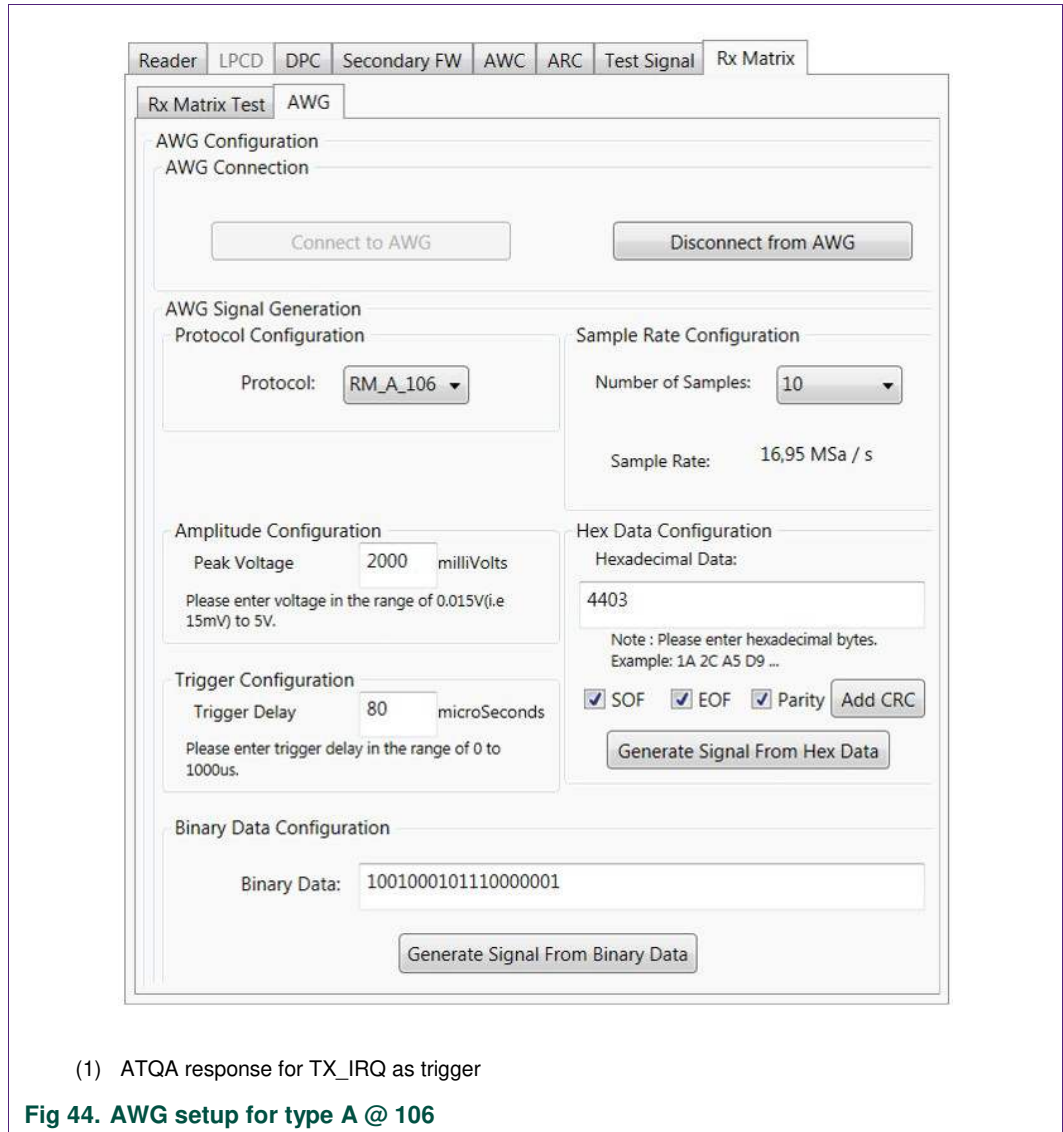 Reader LPCD DPC Secondary FW AWC ARC Test Signal Rx Matrix
Rx Matrix Test AWG
AWG Configuration
AWG Connection
Connect to AWG Disconnect from AWG
AWG Signal Generation
Protocol Configuration
Protocol: RM_A_106
Sample Rate Configuration
Number of Samples: 10
Sample Rate: 16,95 MSa / s
Amplitude Configuration
Peak Voltage 2000 milliVolts
Please enter voltage in the range of 0.015V(i.e
15mV) to 5V.
Hex Data Configuration
Hexadecimal Data:
4403
Note : Please enter hexadecimal bytes.
Example: 1A 2C A5 D9 ...
SOF EOF Parity Add CRC
Generate Signal From Hex Data
Trigger Configuration
Trigger Delay 80 microSeconds
Please enter trigger delay in the range of 0 to
1000us.
Binary Data Configuration
Binary Data: 1001000101110000001
Generate Signal From Binary Data
(1) ATQA response for TX_IRQ as trigger
Fig 44. AWG setup for type A @ 106